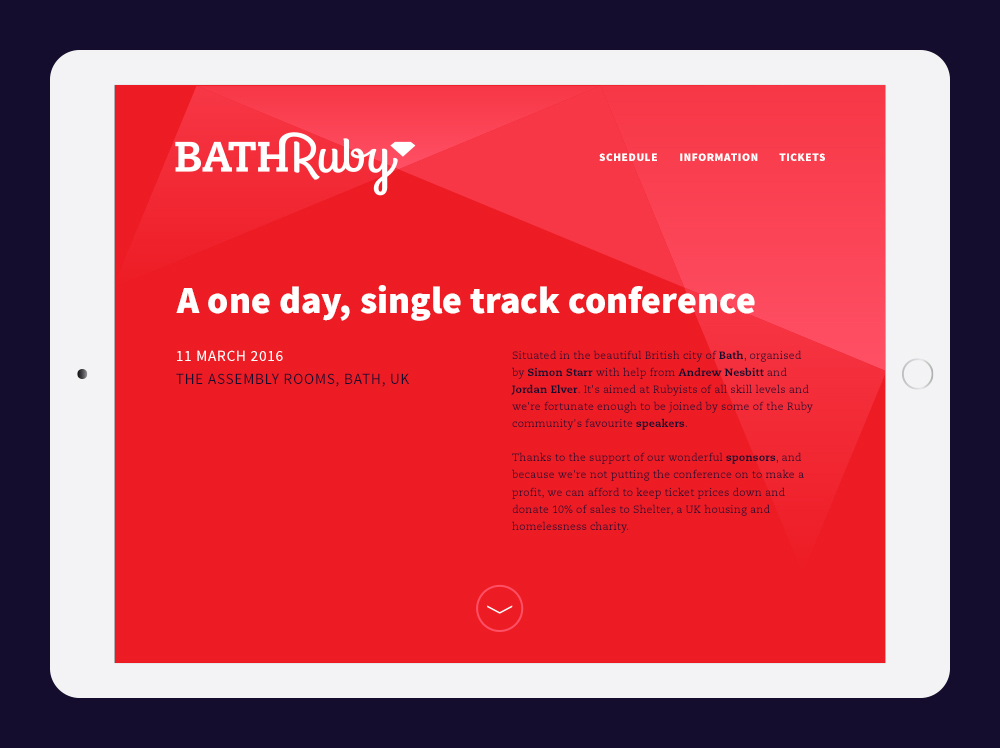 BATHRuby
SCHEDULE INFORMATION TICKETS
A one day, single track conference
11 MARCH 2016
THE ASSEMBLY ROOMS, BATH, UK
Situated in the beautiful British city of Bath, organised
by Simon Starr with help from Andrew Nesbitt and
Jordan Elver. It's aimed at Rubyists of all skill levels and
we're fortunate enough to be joined by some of the Ruby
community's favourite speakers.
Thanks to the support of our wonderful sponsors, and
because we're not putting the conference on to make a
profit, we can afford to keep ticket prices down and
donate 10% of sales to Shelter, a UK housing and
homelessness charity.